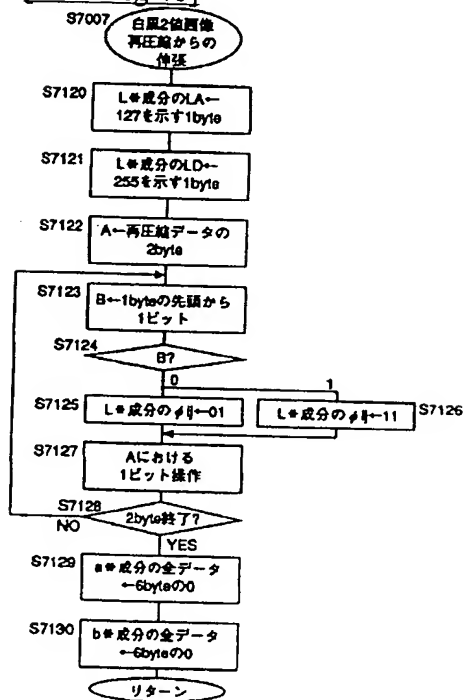 S7007
白黒2値画像
再圧縮からの
伸張
S7120
L*成分のLA←
127を示す1byte
S7121
L*成分のLD←
255を示す1byte
S7122
A←再圧縮データの
2byte
S7123
B←1byteの先頭から
1ビット
S7124
B?
0
1
S7125
L*成分のφij←01
L*成分のφij←11
S7126
S7127
Aにおける
1ビット操作
S7128
2byte終了?
NO
YES
S7129
a*成分の全データ
←6byteの0
S7130
b*成分の全データ
←6byteの0
リターン